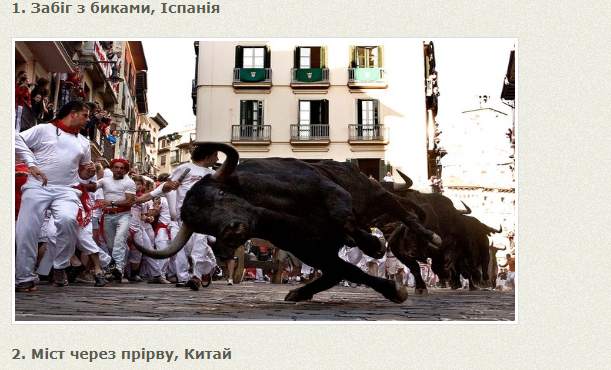 1. Забіг з биками, Іспанія
2. Міст через прірву, Китай